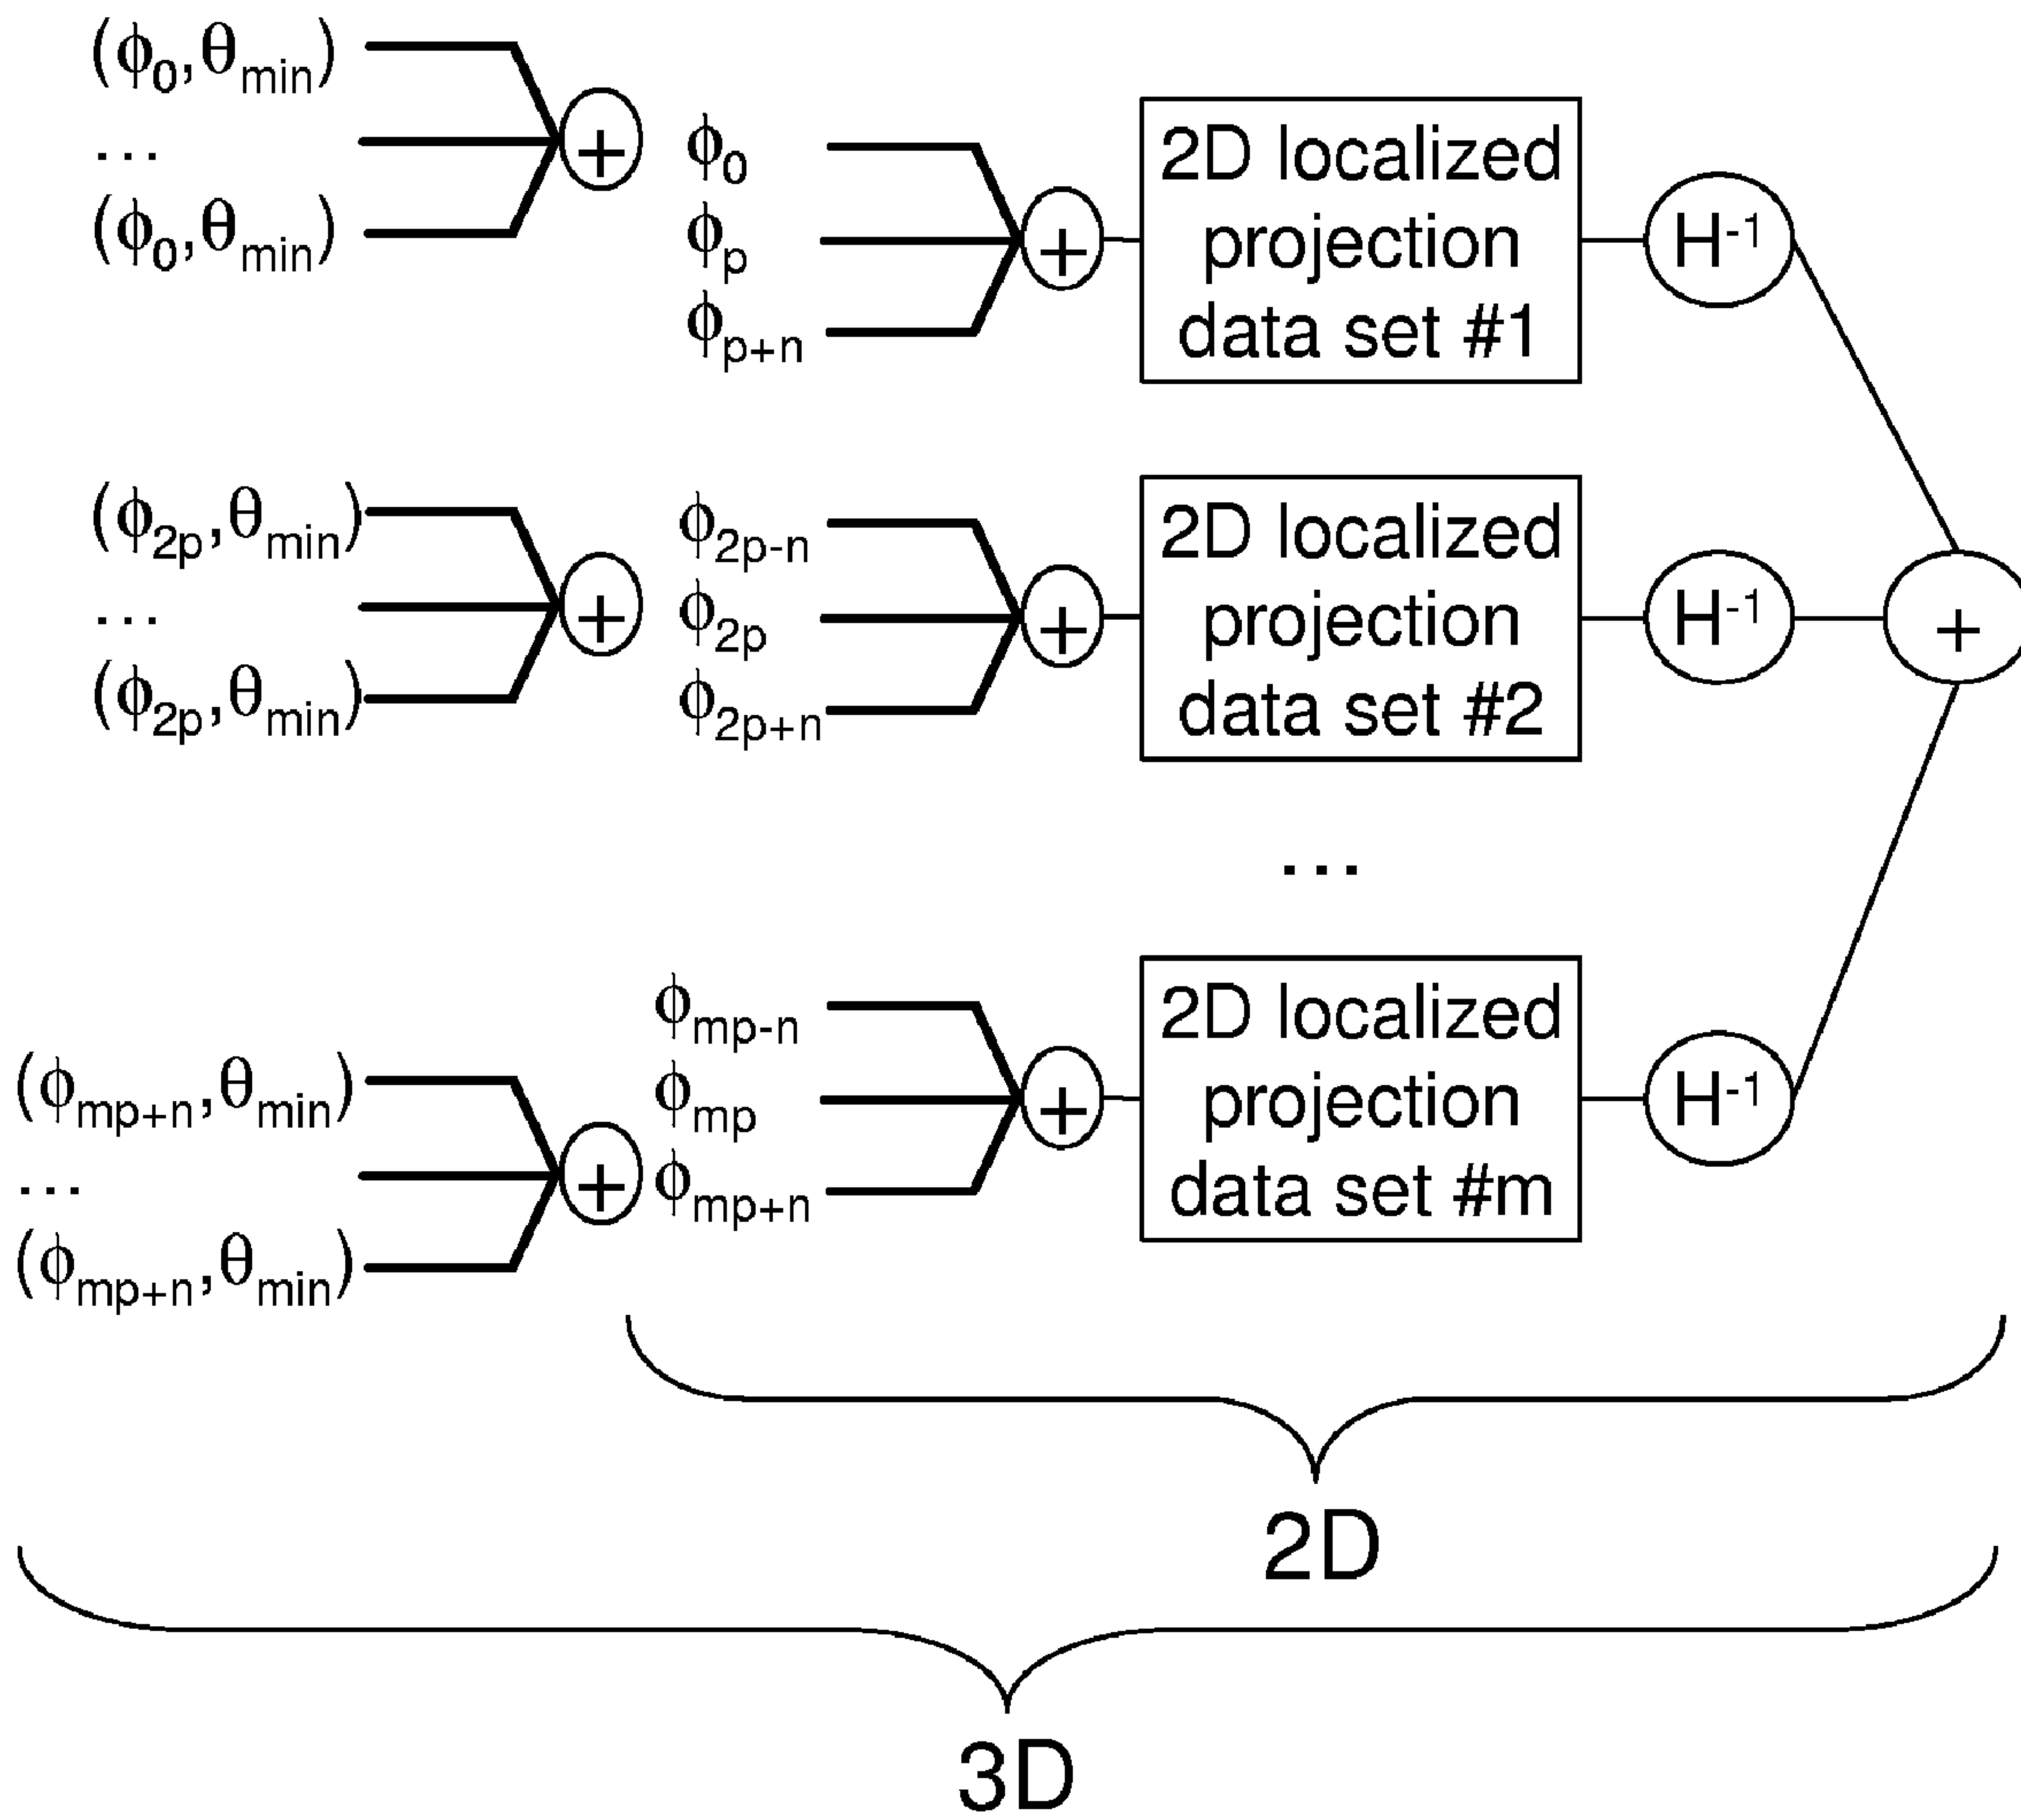 (ϕ0,θmin)
...
(ϕ0,θmin)
+
ϕ0
ϕp
ϕp+n
+
2D localized
projection
data set #1
H-1
(ϕ2p,θmin)
...
(ϕ2p,θmin)
+
ϕ2p-n
ϕ2p
ϕ2p+n
+
2D localized
projection
data set #2
H-1
+
...
(ϕmp+n,θmin)
...
(ϕmp+n,θmin)
+
ϕmp-n
ϕmp
ϕmp+n
+
2D localized
projection
data set #m
H-1
2D
3D